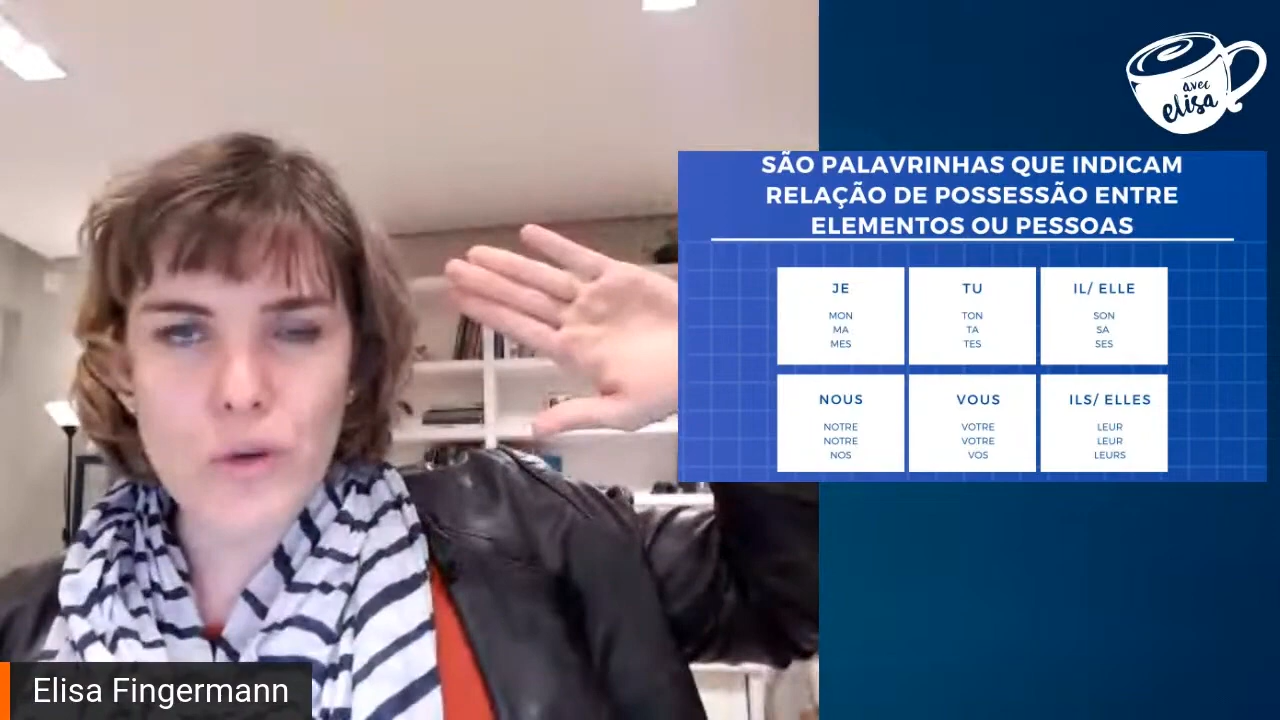 avec
elisa
SÃO PALAVRINHAS QUE INDICAM
RELAÇÃO DE POSSESSÃO ENTRE
ELEMENTOS OU PESSOAS
JE
MON
MA
MES
TU
TON
TA
TES
IL/ ELLE
SON
SA
SES
NOUS
NOTRE
NOTRE
NOS
VOUS
VOTRE
VOTRE
VOS
ILS/ ELLES
LEUR
LEUR
LEURS
Elisa Fingermann